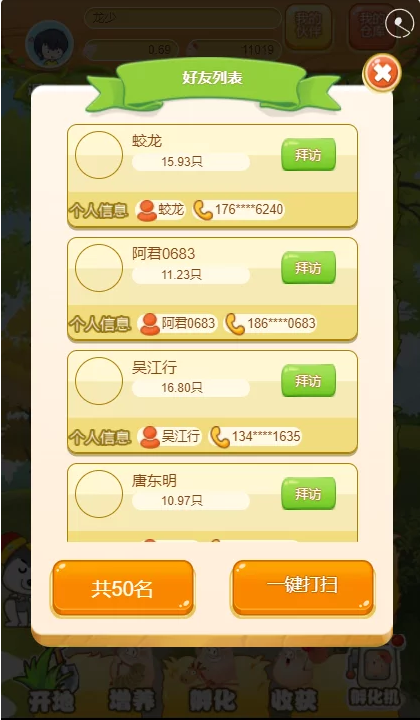 龙少
我的伙伴
我的仓库
0.69
11019
好友列表
蛟龙
15.93只
拜访
个人信息 蛟龙 176****6240
阿君0683
11.23只
拜访
个人信息 阿君0683 186****0683
吴江行
16.80只
拜访
个人信息 吴江行 134****1635
唐东明
10.97只
拜访
共50名
一键打扫
开地 培养 孵化 收获 孵化机